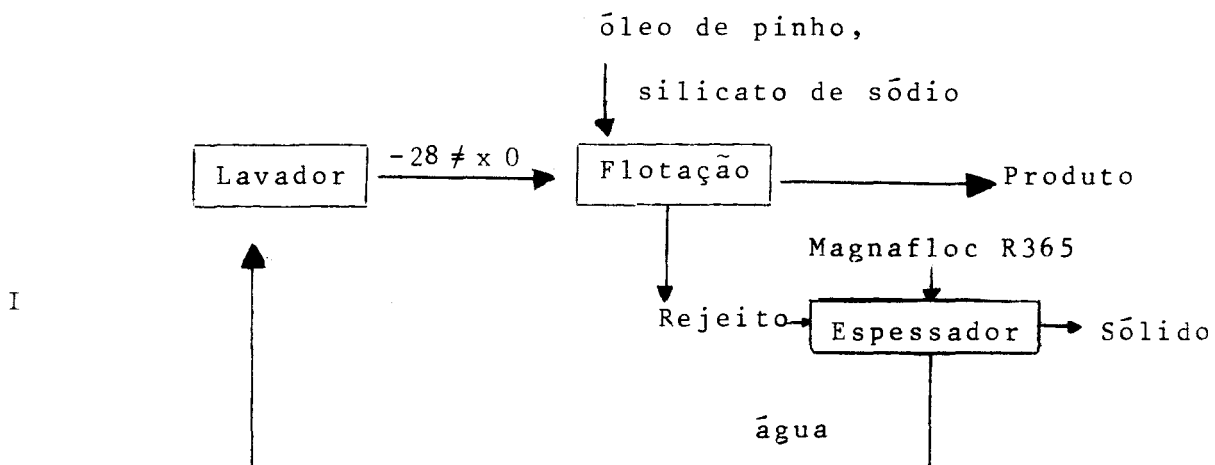 óleo de pinho,
silicato de sódio
Lavador
-28 ≠ x 0
Flotação
Produto
Magnafloc R365
I
Rejeito
Espessador
Sólido
água